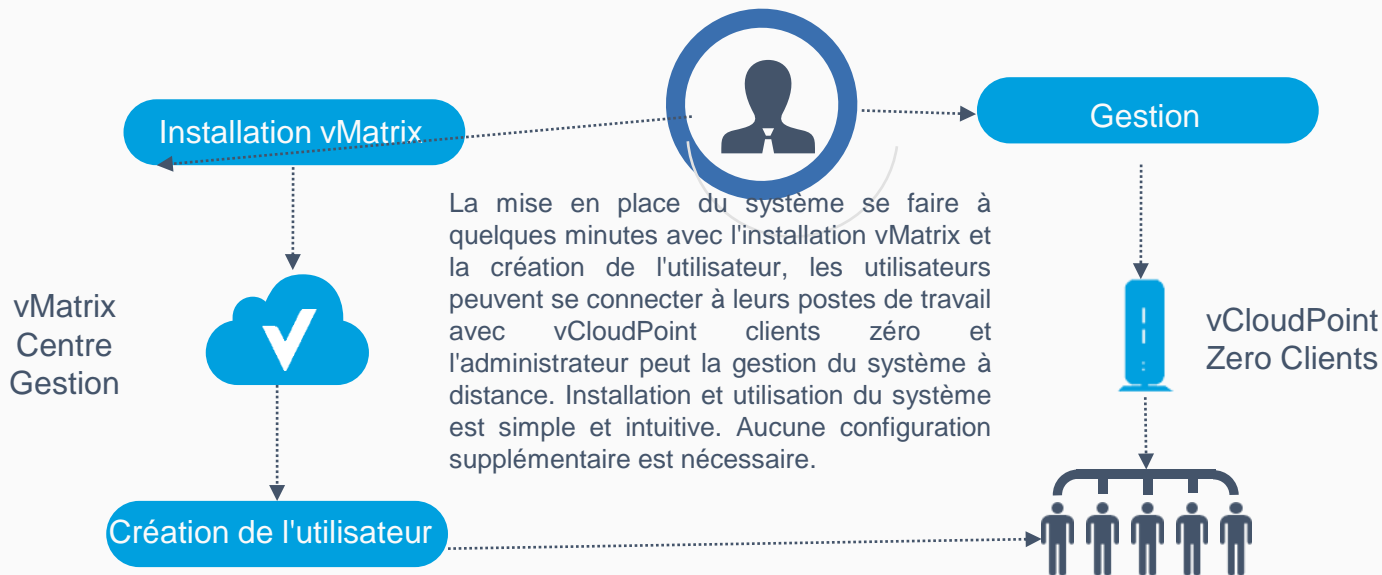 Installation vMatrix
Gestion
La mise en place du système se faire à
quelques minutes avec l'installation vMatrix et
la création de l'utilisateur, les utilisateurs
peuvent se connecter à leurs postes de travail
avec vCloudPoint clients zéro et
l'administrateur peut la gestion du système à
distance. Installation et utilisation du système
est simple et intuitive. Aucune configuration
supplémentaire est nécessaire.
vMatrix
Centre
Gestion
vCloudPoint
Zero Clients
Création de l'utilisateur